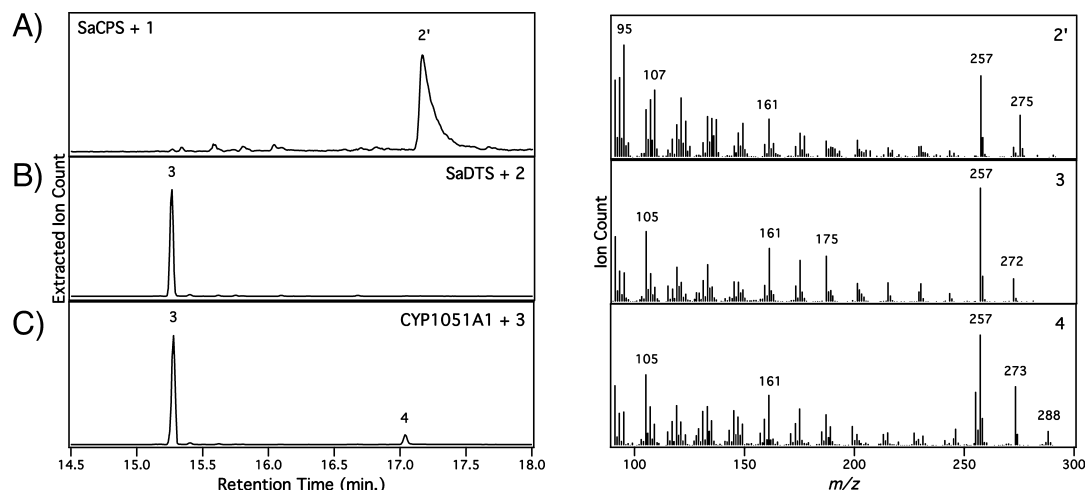 A)
SaCPS + 1
2'
B)
SaDTS + 2
3
C)
CYP1051A1 + 3
3
4
Extracted Ion Count
14.5 15.0 15.5 16.0 16.5 17.0 17.5 18.0
Retention Time (min.)
2'
95
107
161
257
275
3
105
161
175
257
272
4
105
161
257
273
288
Ion Count
100 150 200 250 300
m/z